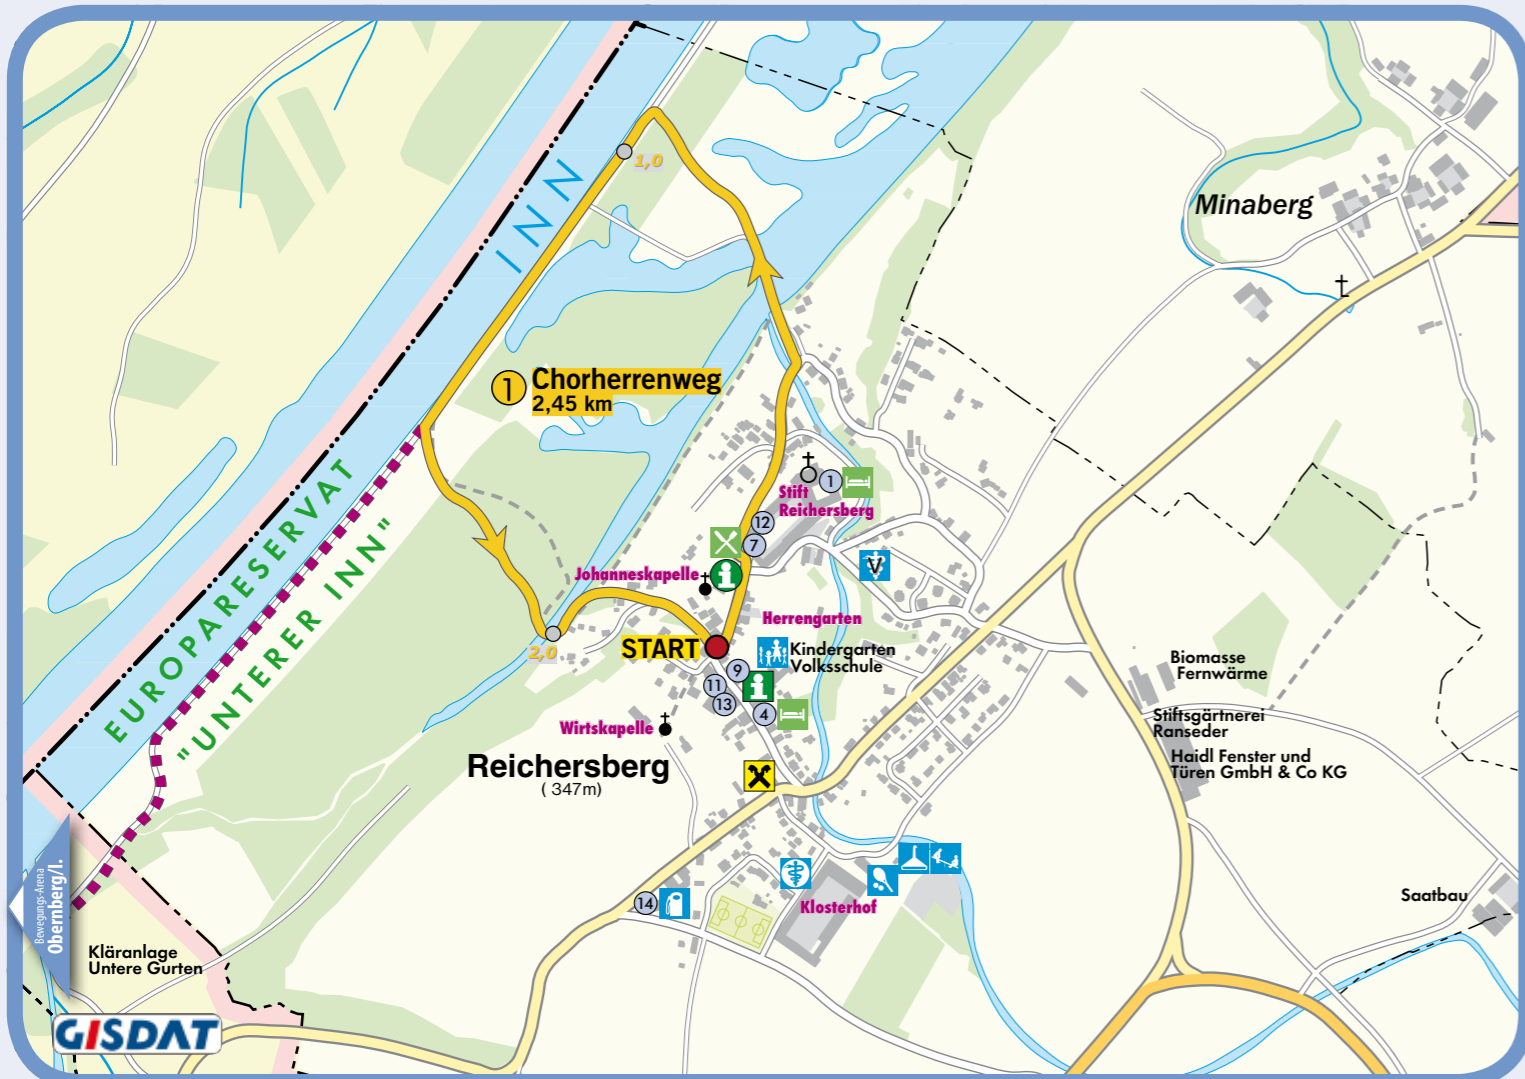 INN
1,0
Minaberg
1
Chorherrenweg
2,45 km
EUROPARESERVAT
"UNTERER INN"
Stift
Reichersberg
1
12
7
V
Johanneskapelle
Herrengarten
START
Kindergarten
Volksschule
2,0
9
11
13
4
Wirtskapelle
Reichersberg
( 347m)
Biomasse
Fernwärme
Stiftsgärtnerei
Ranseder
Haidl Fenster und
Türen GmbH & Co KG
14
Klosterhof
Saatbau
Bewegungs-Arena
Obernberg/I.
Kläranlage
Untere Gurten
GISDAT